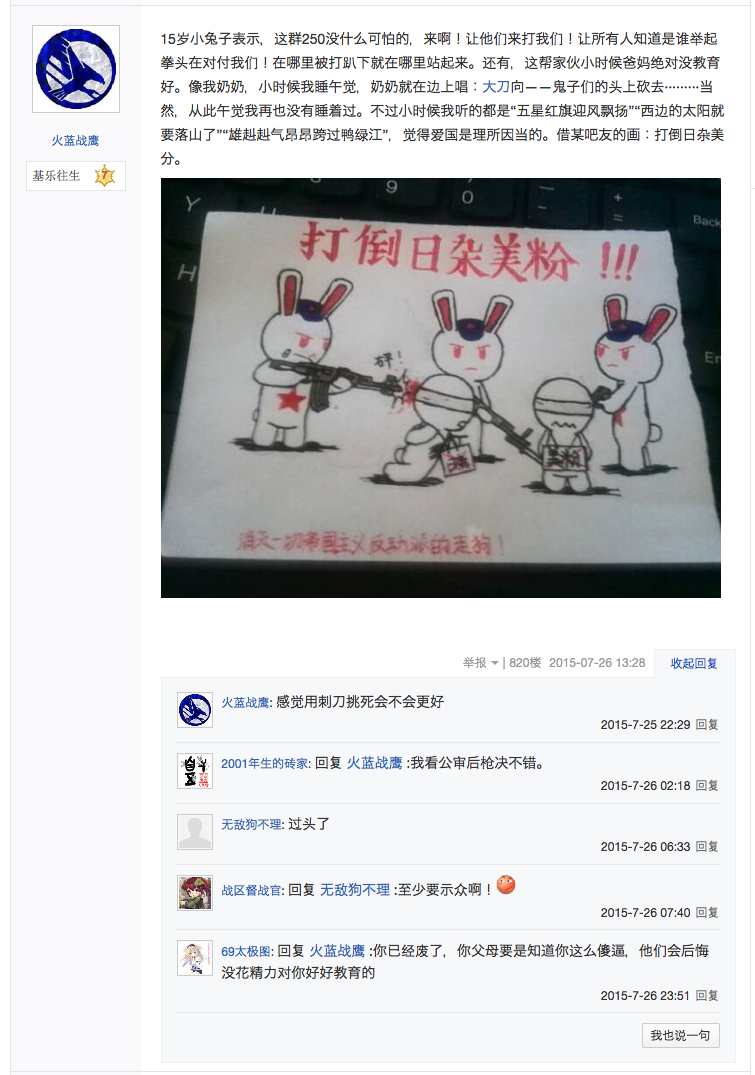 15岁小兔子表示，这群250没什么可怕的，来啊！让他们来打我们！让所有人知道是谁举起
拳头在对付我们！在哪里被打趴下就在哪里站起来。还有，这帮家伙小时候爸妈绝对没教育
好。像我奶奶，小时候我睡午觉，奶奶就在边上唱：大刀向——鬼子们的头上砍去·········当
然，从此午觉我再也没有睡着过。不过小时候我听的都是“五星红旗迎风飘扬”“西边的太阳就
要落山了”“雄赳赳气昂昂跨过鸭绿江”，觉得爱国是理所因当的。借某吧友的画：打倒日杂美
分。
火蓝战鹰
基乐往生 7
Y
9
0
+
=
Back
H
打倒日杂美粉!!!
砰!
美粉
消灭一切帝国主义反动派的走狗!
举报 | 820楼 2015-07-26 13:28 收起回复
火蓝战鹰: 感觉用刺刀挑死会不会更好
2015-7-25 22:29 回复
2001年生的砖家: 回复 火蓝战鹰 :我看公审后枪决不错。
2015-7-26 02:18 回复
无敌狗不理: 过头了
2015-7-26 06:33 回复
战区督战官: 回复 无敌狗不理 :至少要示众啊！
2015-7-26 07:40 回复
69太极图: 回复 火蓝战鹰 :你已经废了，你父母要是知道你这么傻逼，他们会后悔
没花精力对你好好教育的
2015-7-26 23:51 回复
我也说一句